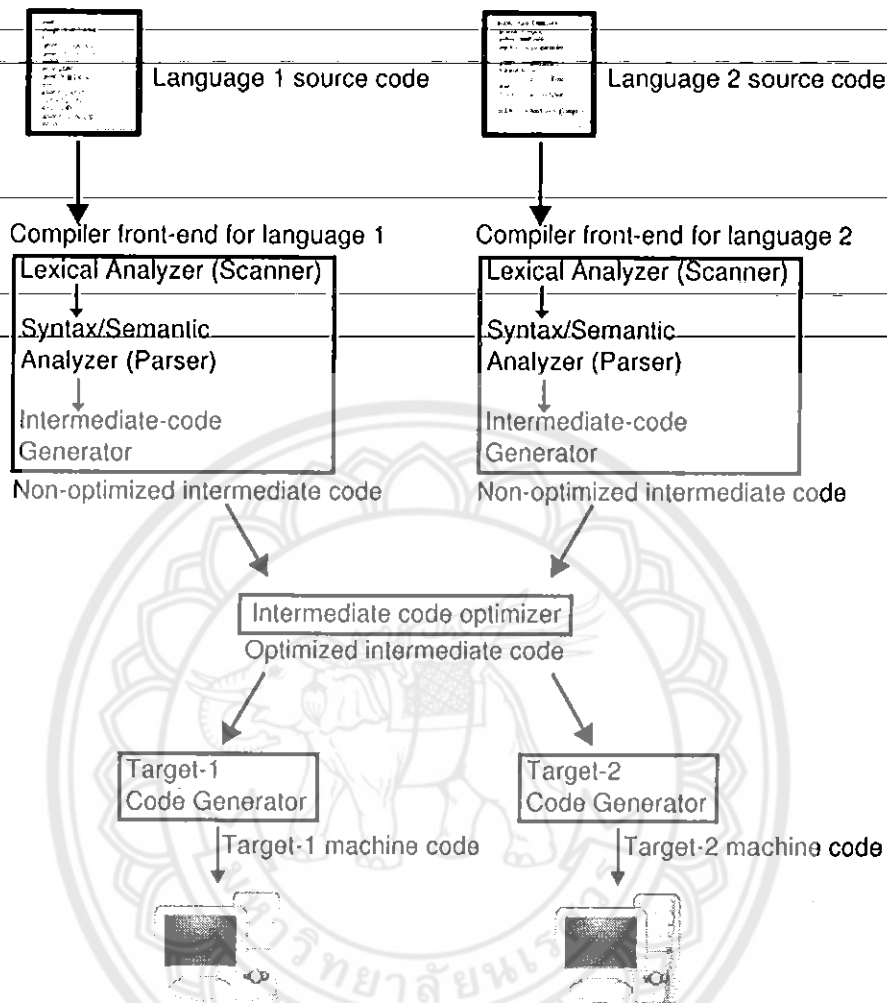 Language 1 source code
Language 2 source code
Compiler front-end for language 1
Lexical Analyzer (Scanner)
Syntax/Semantic
Analyzer (Parser)
Intermediate-code
Generator
Non-optimized intermediate code
Compiler front-end for language 2
Lexical Analyzer (Scanner)
Syntax/Semantic
Analyzer (Parser)
Intermediate-code
Generator
Non-optimized intermediate code
Intermediate code optimizer
Optimized intermediate code
Target-1
Code Generator
Target-1 machine code
Target-2
Code Generator
Target-2 machine code